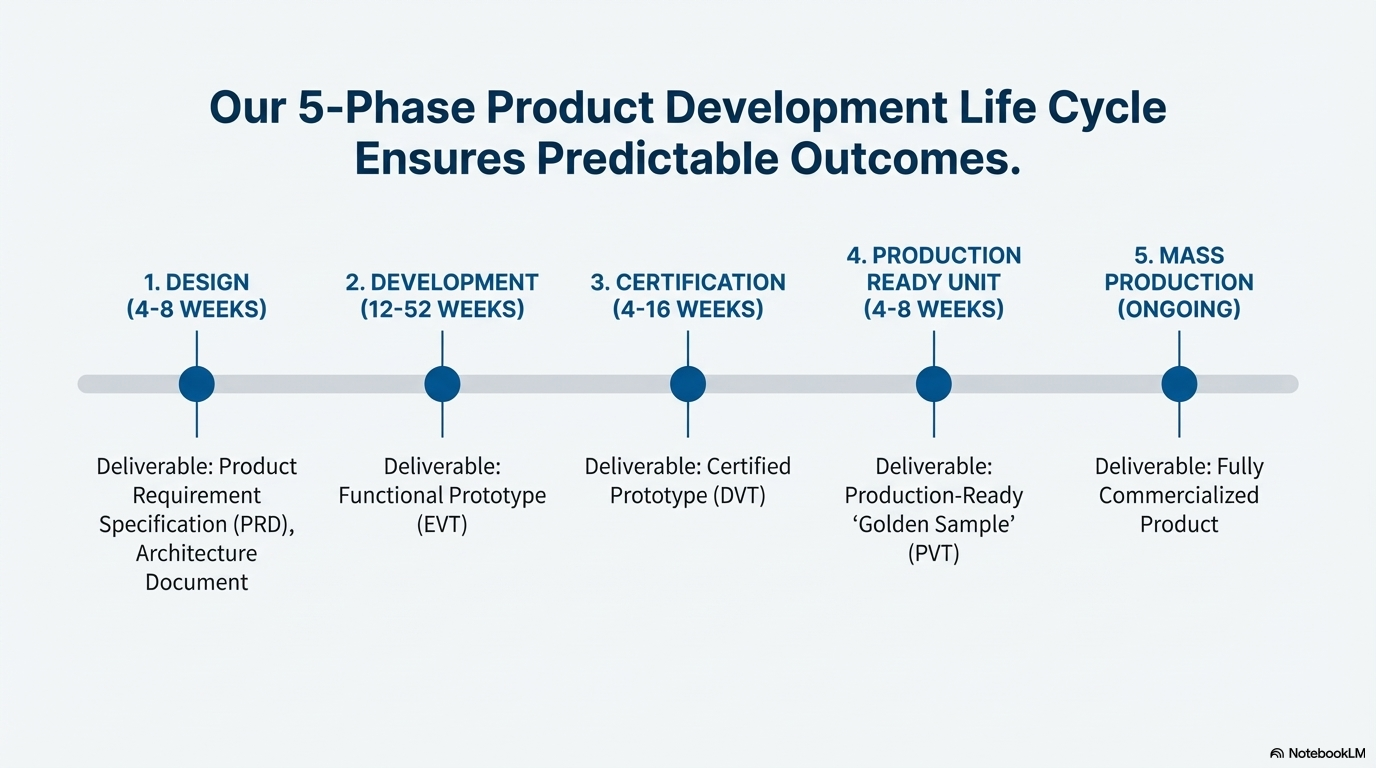 Our 5-Phase Product Development Life Cycle
Ensures Predictable Outcomes.
1. DESIGN
(4-8 WEEKS)
Deliverable: Product
Requirement
Specification (PRD),
Architecture
Document
2. DEVELOPMENT
(12-52 WEEKS)
Deliverable:
Functional Prototype
(EVT)
3. CERTIFICATION
(4-16 WEEKS)
Deliverable: Certified
Prototype (DVT)
4. PRODUCTION
READY UNIT
(4-8 WEEKS)
Deliverable:
Production-Ready
‘Golden Sample’
(PVT)
5. MASS
PRODUCTION
(ONGOING)
Deliverable: Fully
Commercialized
Product
NotebookLM